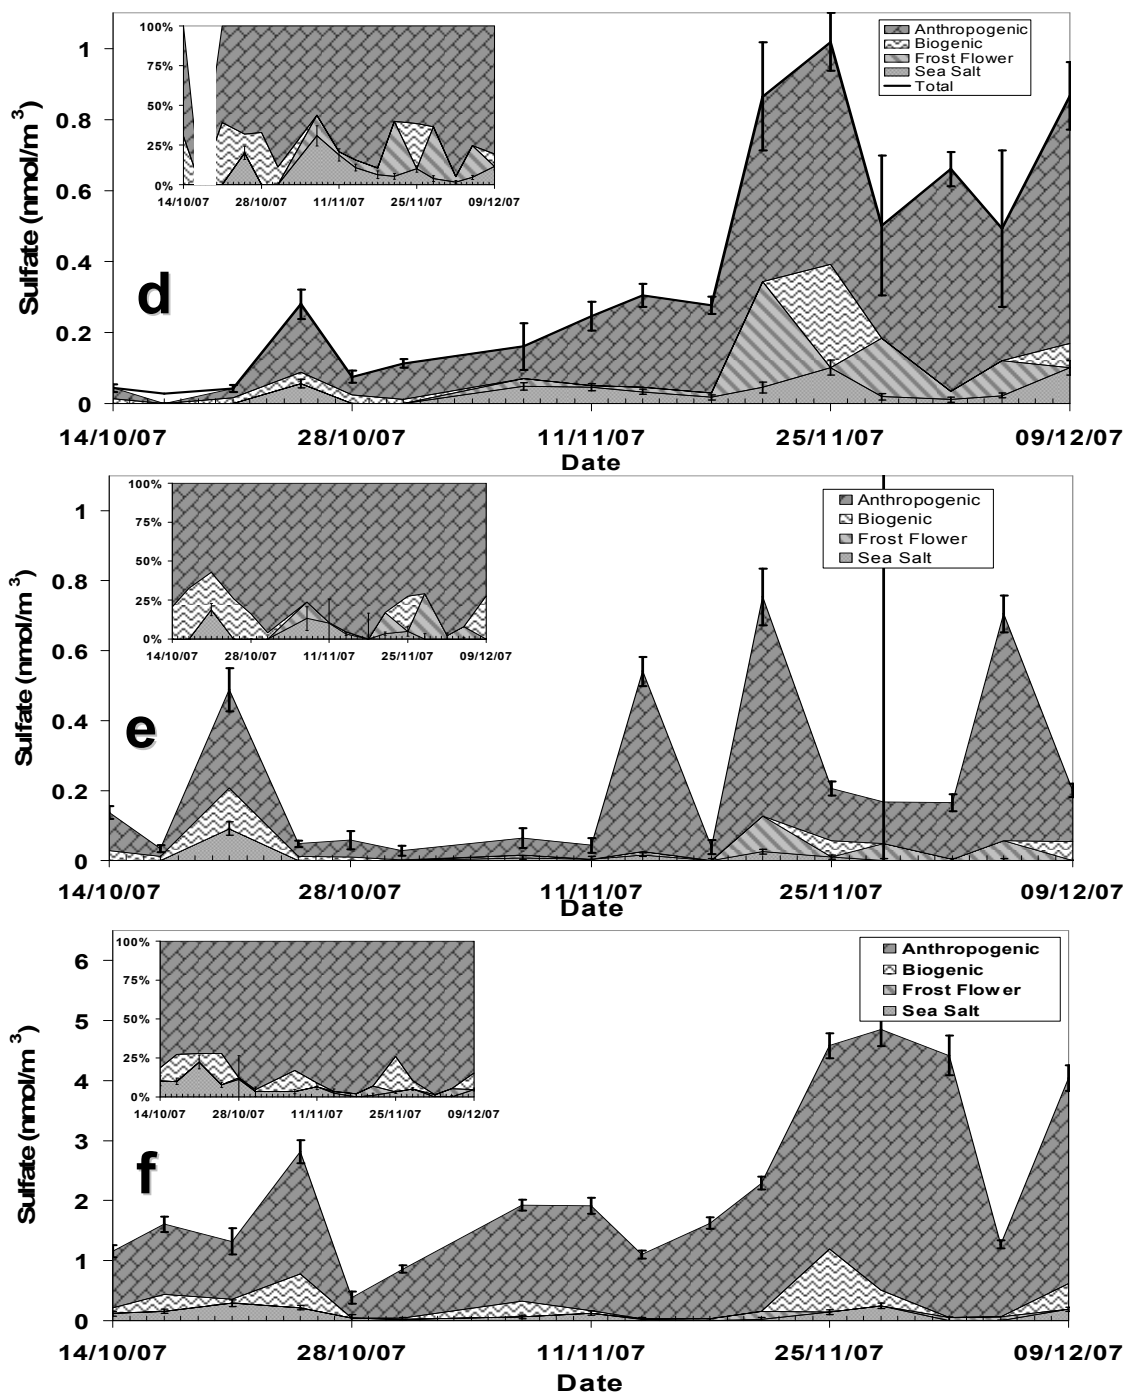 100%
75%
50%
25%
0%
14/10/07 28/10/07 11/11/07 25/11/07 09/12/07
Anthropogenic
Biogenic
Frost Flower
Sea Salt
Total
1
0.8
0.6
0.4
0.2
0
Sulfate (nmol/m 3)
d
14/10/07 28/10/07 11/11/07 25/11/07 09/12/07
Date
100%
75%
50%
25%
0%
14/10/07 28/10/07 11/11/07 25/11/07 09/12/07
Anthropogenic
Biogenic
Frost Flower
Sea Salt
1
0.8
0.6
0.4
0.2
0
Sulfate (nmol/m 3)
e
14/10/07 28/10/07 11/11/07 25/11/07 09/12/07
Date
100%
75%
50%
25%
0%
14/10/07 28/10/07 11/11/07 25/11/07 09/12/07
Anthropogenic
Biogenic
Frost Flower
Sea Salt
6
5
4
3
2
1
0
Sulfate (nmol/m 3)
f
14/10/07 28/10/07 11/11/07 25/11/07 09/12/07
Date